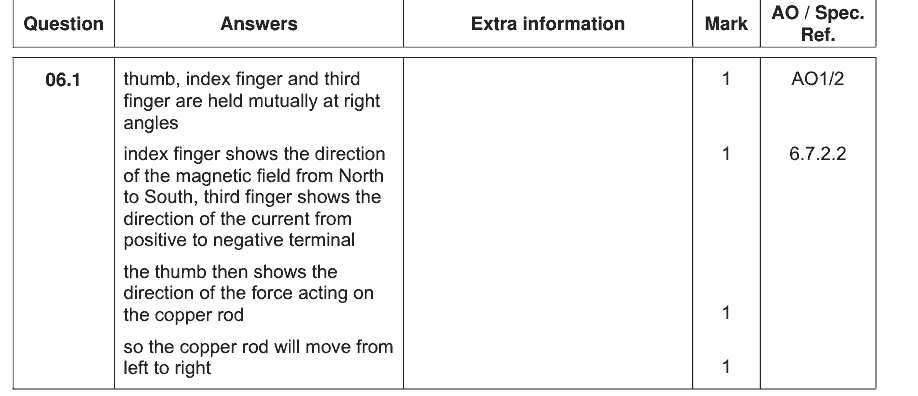 Question Answers Extra information Mark AO / Spec.
Ref.
06.1 thumb, index finger and third 1 AO1/2
finger are held mutually at right
angles
index finger shows the direction 1 6.7.2.2
of the magnetic field from North
to South, third finger shows the
direction of the current from
positive to negative terminal
the thumb then shows the
direction of the force acting on
the copper rod 1
so the copper rod will move from
left to right 1